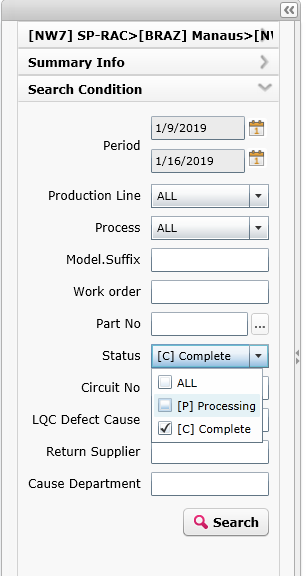 [NW7] SP-RAC>[BRAZ] Manaus>[NW
Summary Info
Search Condition
Period 1/9/2019
1/16/2019
Production Line ALL
Process ALL
Model.Suffix
Work order
Part No ...
Status [C] Complete
ALL
Circuit No
[P] Processing
LQC Defect Cause [C] Complete
Return Supplier
Cause Department
Search